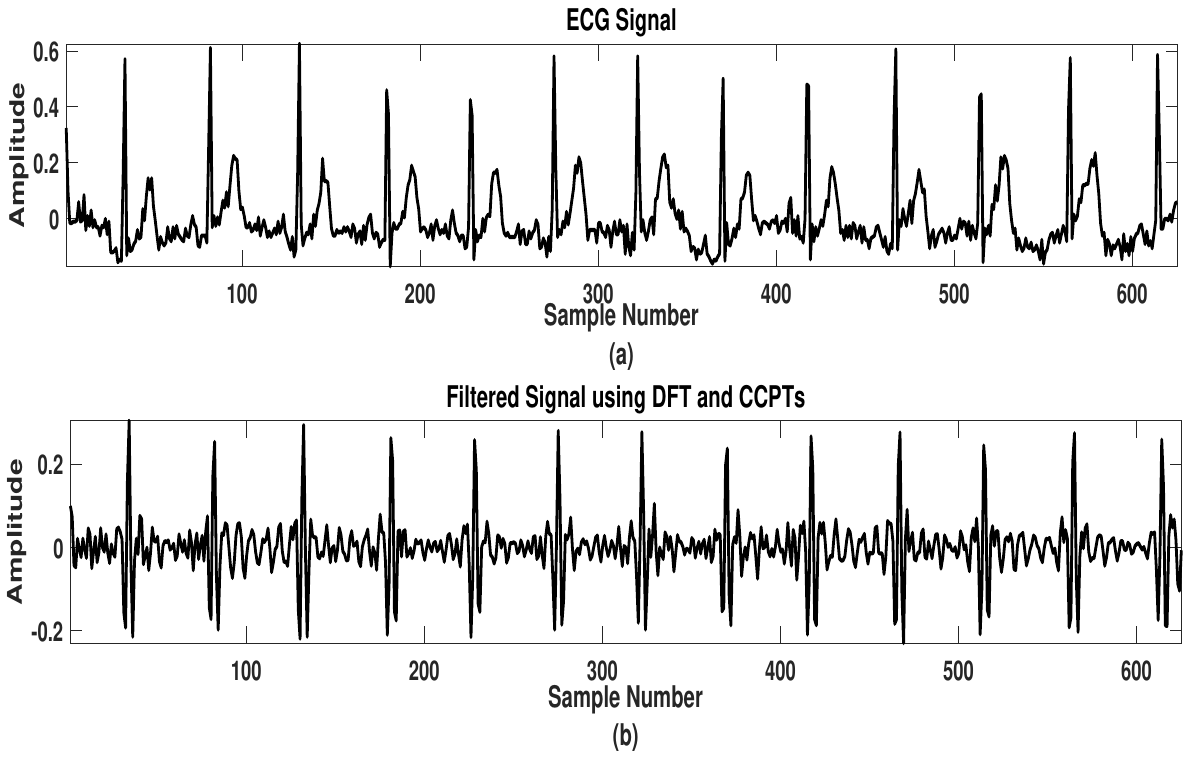 ECG Signal
Amplitude
0.6
0.4
0.2
0
100 200 300 400 500 600
Sample Number
(a)
Filtered Signal using DFT and CCPTs
Amplitude
0.2
0
-0.2
100 200 300 400 500 600
Sample Number
(b)